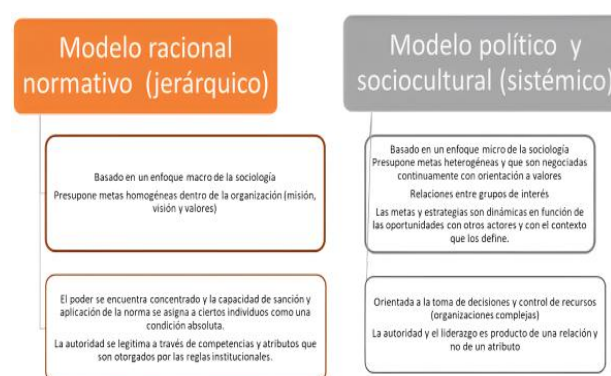 Modelo racional
normativo (jerárquico)
Basado en un enfoque macro de la sociología
Presupone metas homogéneas dentro de la organización (misión,
visión y valores)
El poder se encuentra concentrado y la capacidad de sanción y
aplicación de la norma se asigna a ciertos individuos como una
condición absoluta.
La autoridad se legitima a través de competencias y atributos que
son otorgados por las reglas institucionales.
Modelo político y
sociocultural (sistémico)
Basado en un enfoque micro de la sociología
Presupone metas heterogéneas y que son negociadas
continuamente con orientación a valores
Relaciones entre grupos de interés
Las metas y estrategias son dinámicas en función de
las oportunidades con otros actores y con el contexto
que los define.
Orientada a la toma de decisiones y control de recursos
(organizaciones complejas)
La autoridad y el liderazgo es producto de una relación y
no de un atributo